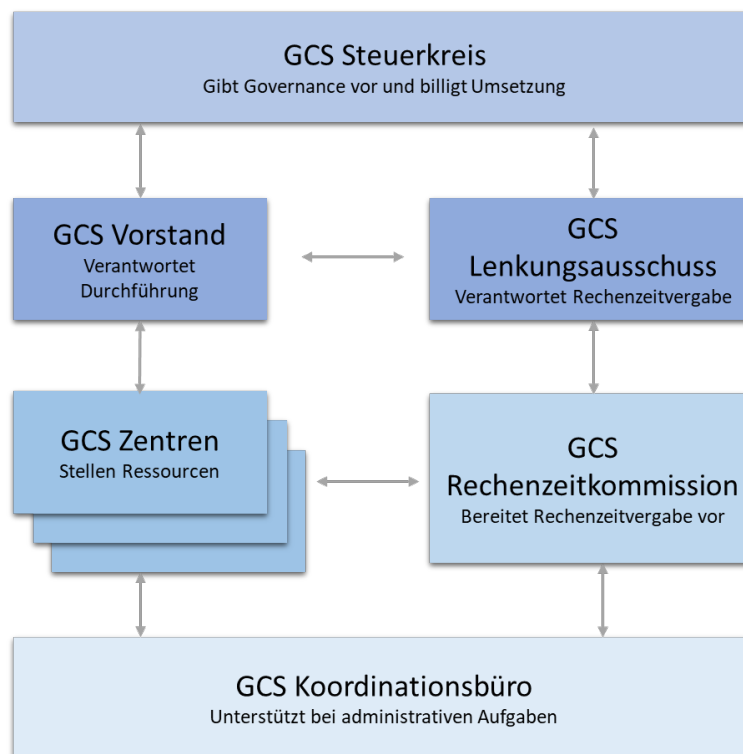 GCS Steuerkreis
Gibt Governance vor und billigt Umsetzung
GCS Vorstand
Verantwortet
Durchführung
GCS
Lenkungsausschuss
Verantwortet Rechenzeitvergabe
GCS Zentren
Stellen Ressourcen
GCS
Rechenzeitkommission
Bereitet Rechenzeitvergabe vor
GCS Koordinationsbüro
Unterstützt bei administrativen Aufgaben